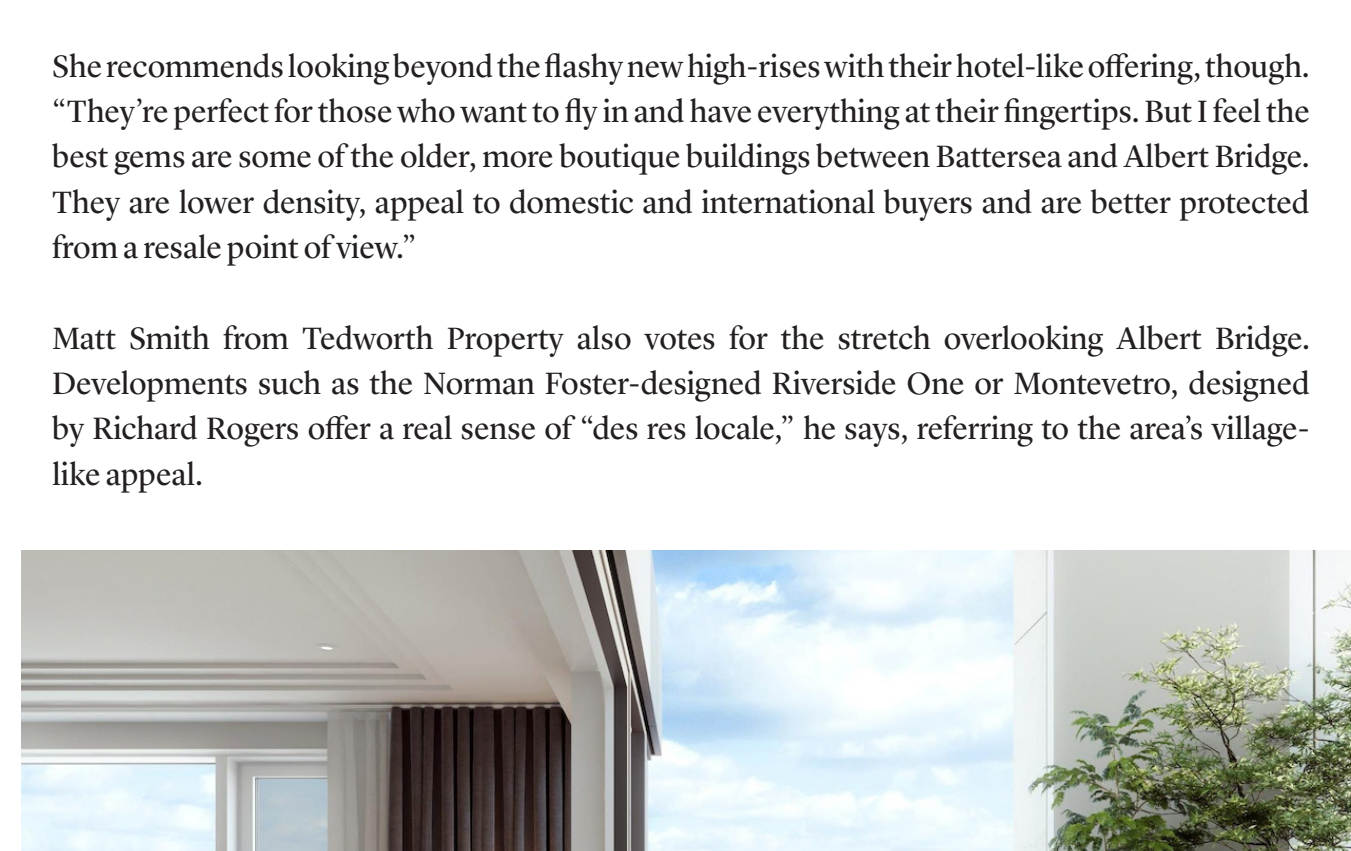 She recommends looking beyond the flashy new high-rises with their hotel-like offering, though.
“They’re perfect for those who want to fly in and have everything at their fingertips. But I feel the
best gems are some of the older, more boutique buildings between Battersea and Albert Bridge.
They are lower density, appeal to domestic and international buyers and are better protected
from a resale point of view.”
Matt Smith from Tedworth Property also votes for the stretch overlooking Albert Bridge.
Developments such as the Norman Foster-designed Riverside One or Montevetro, designed
by Richard Rogers offer a real sense of “des res locale,” he says, referring to the area’s village-
like appeal.